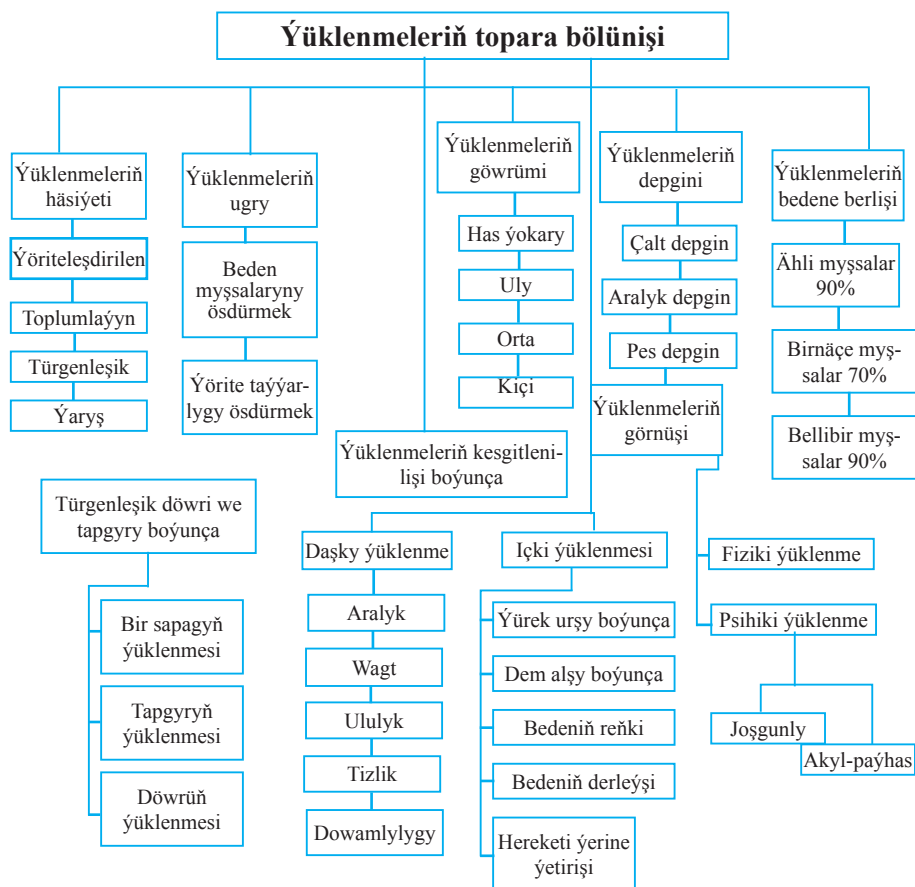 Ýüklenmeleriň topara bölünişi
Ýüklenmeleriň
häsiýeti
Ýöriteleşdirilen
Toplumlaýyn
Türgenleşik
Ýaryş
Ýüklenmeleriň
ugry
Beden
myşsalaryny
ösdürmek
Ýörite taýýar-
lygy ösdürmek
Ýüklenmeleriň
göwrümi
Has ýokary
Uly
Orta
Kiçi
Ýüklenmeleriň
depgini
Çalt depgin
Aralyk depgin
Pes depgin
Ýüklenmeleriň
görnüşi
Ýüklenmeleriň
bedene berlişi
Ähli myşsalar
90%
Birnäçe myş-
salar 70%
Bellibir myş-
salar 90%
Ýüklenmeleriň kesgitleni-
lişi boýunça
Türgenleşik döwri we
tapgyry boýunça
Bir sapagyň
ýüklenmesi
Tapgyryň
ýüklenmesi
Döwrüň
ýüklenmesi
Daşky ýüklenme
Aralyk
Wagt
Ululyk
Tizlik
Dowamlylygy
Içki ýüklenmesi
Ýürek urşy boýunça
Dem alşy boýunça
Bedeniň reňki
Bedeniň derleýşi
Hereketi ýerine
ýetirişi
Fiziki ýüklenme
Psihiki ýüklenme
Joşgunly
Akyl-paýhas